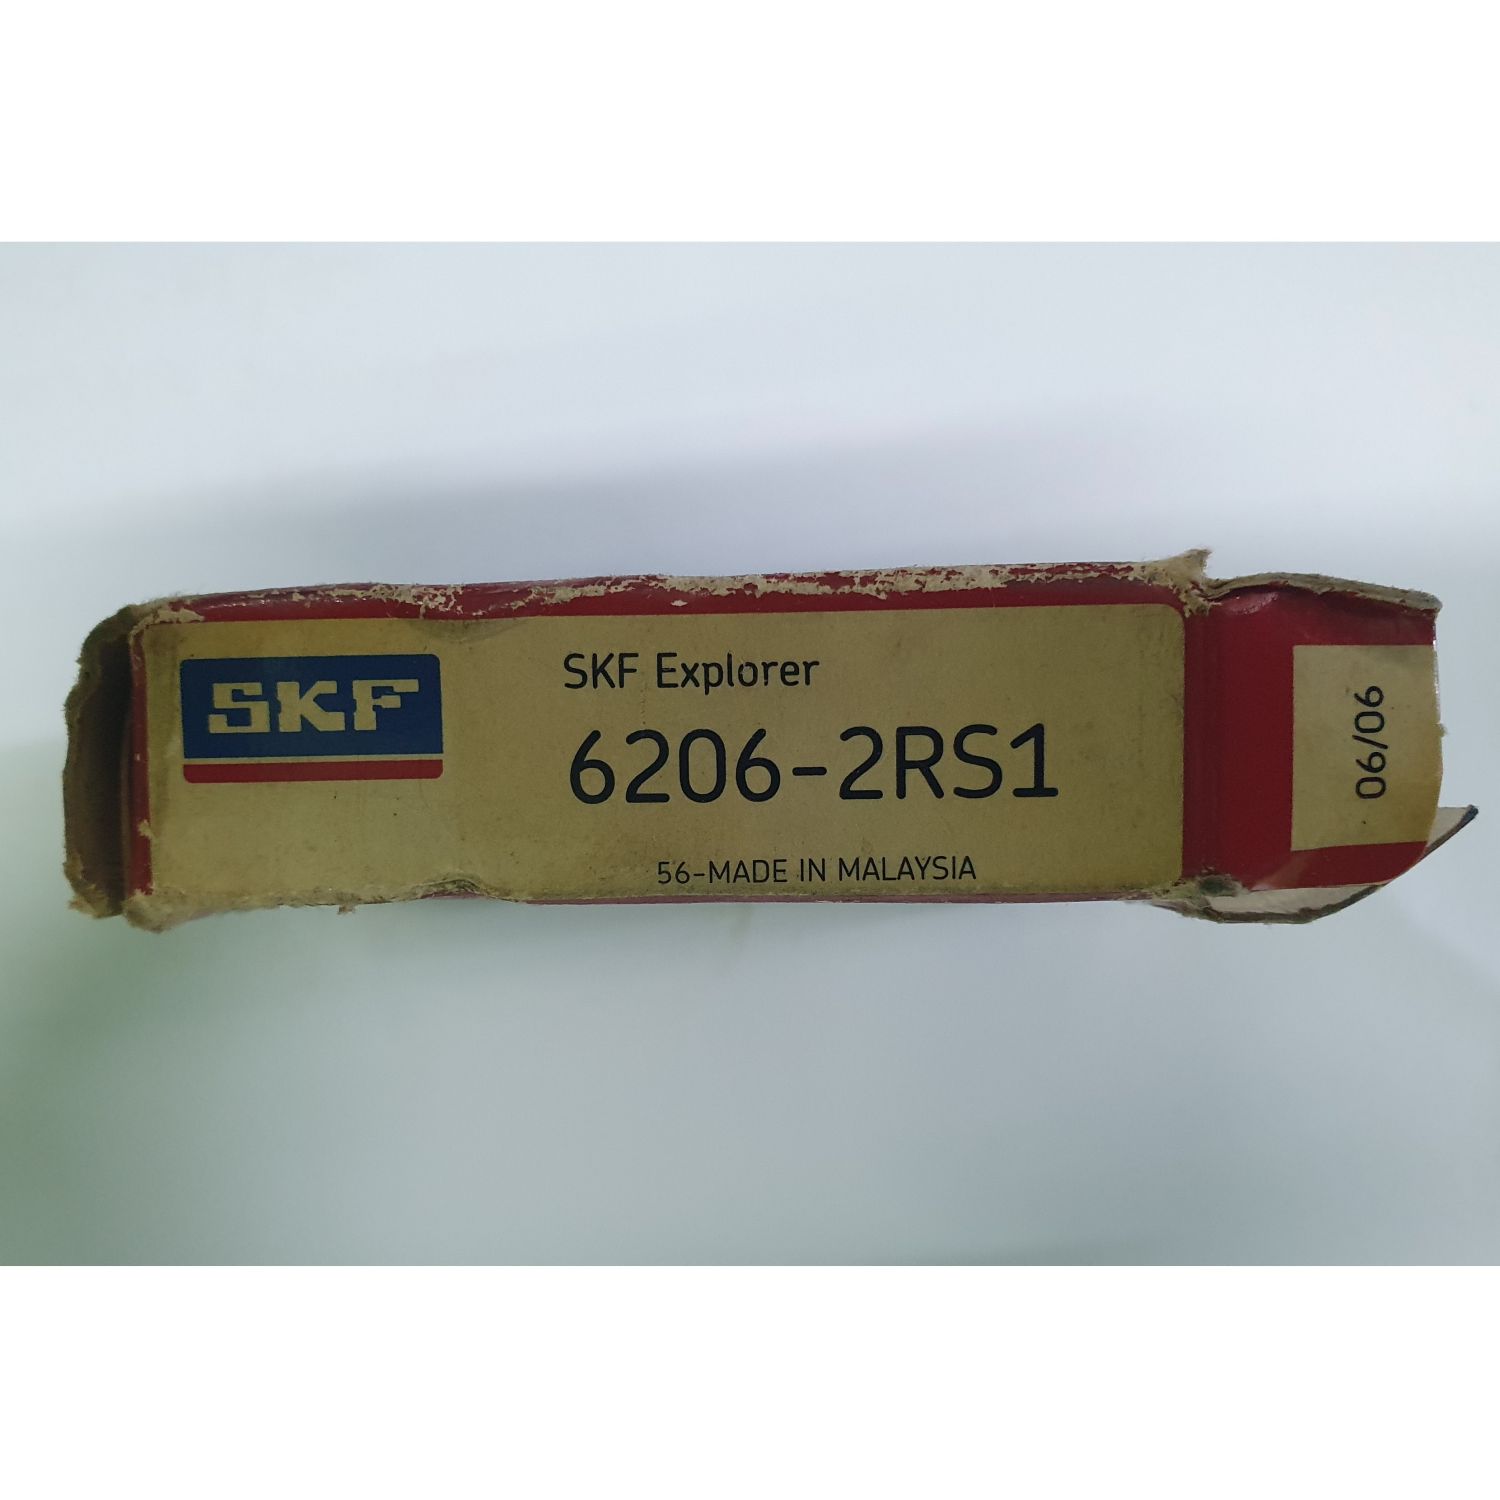 SKF
SKF Explorer
6206-2RS1
56-MADE IN MALAYSIA
06/06